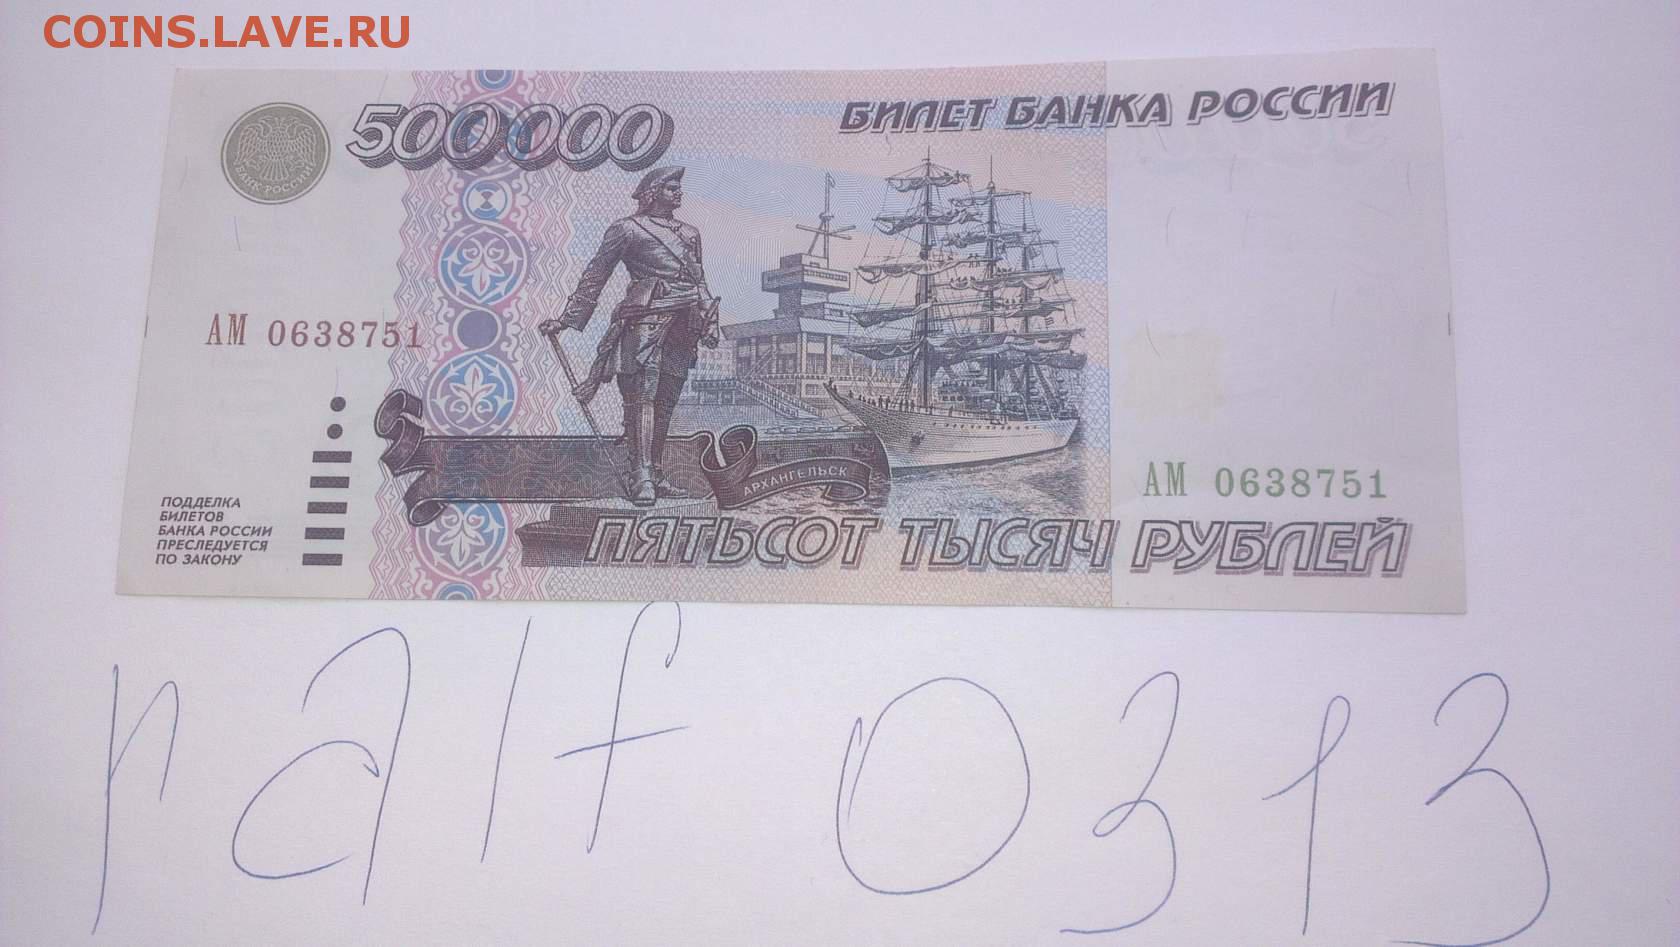 COINS.LAVE.RU
500000
БИЛЕТ БАНКА РОССИИ
БАНК РОССИИ
АМ 0638751
АРХАНГЕЛЬСК
АМ 0638751
ПОДДЕЛКА
БИЛЕТОВ
БАНКА РОССИИ
ПРЕСЛЕДУЕТСЯ
ПО ЗАКОНУ
ПЯТЬСОТ ТЫСЯЧ РУБЛЕЙ
ralf 0313